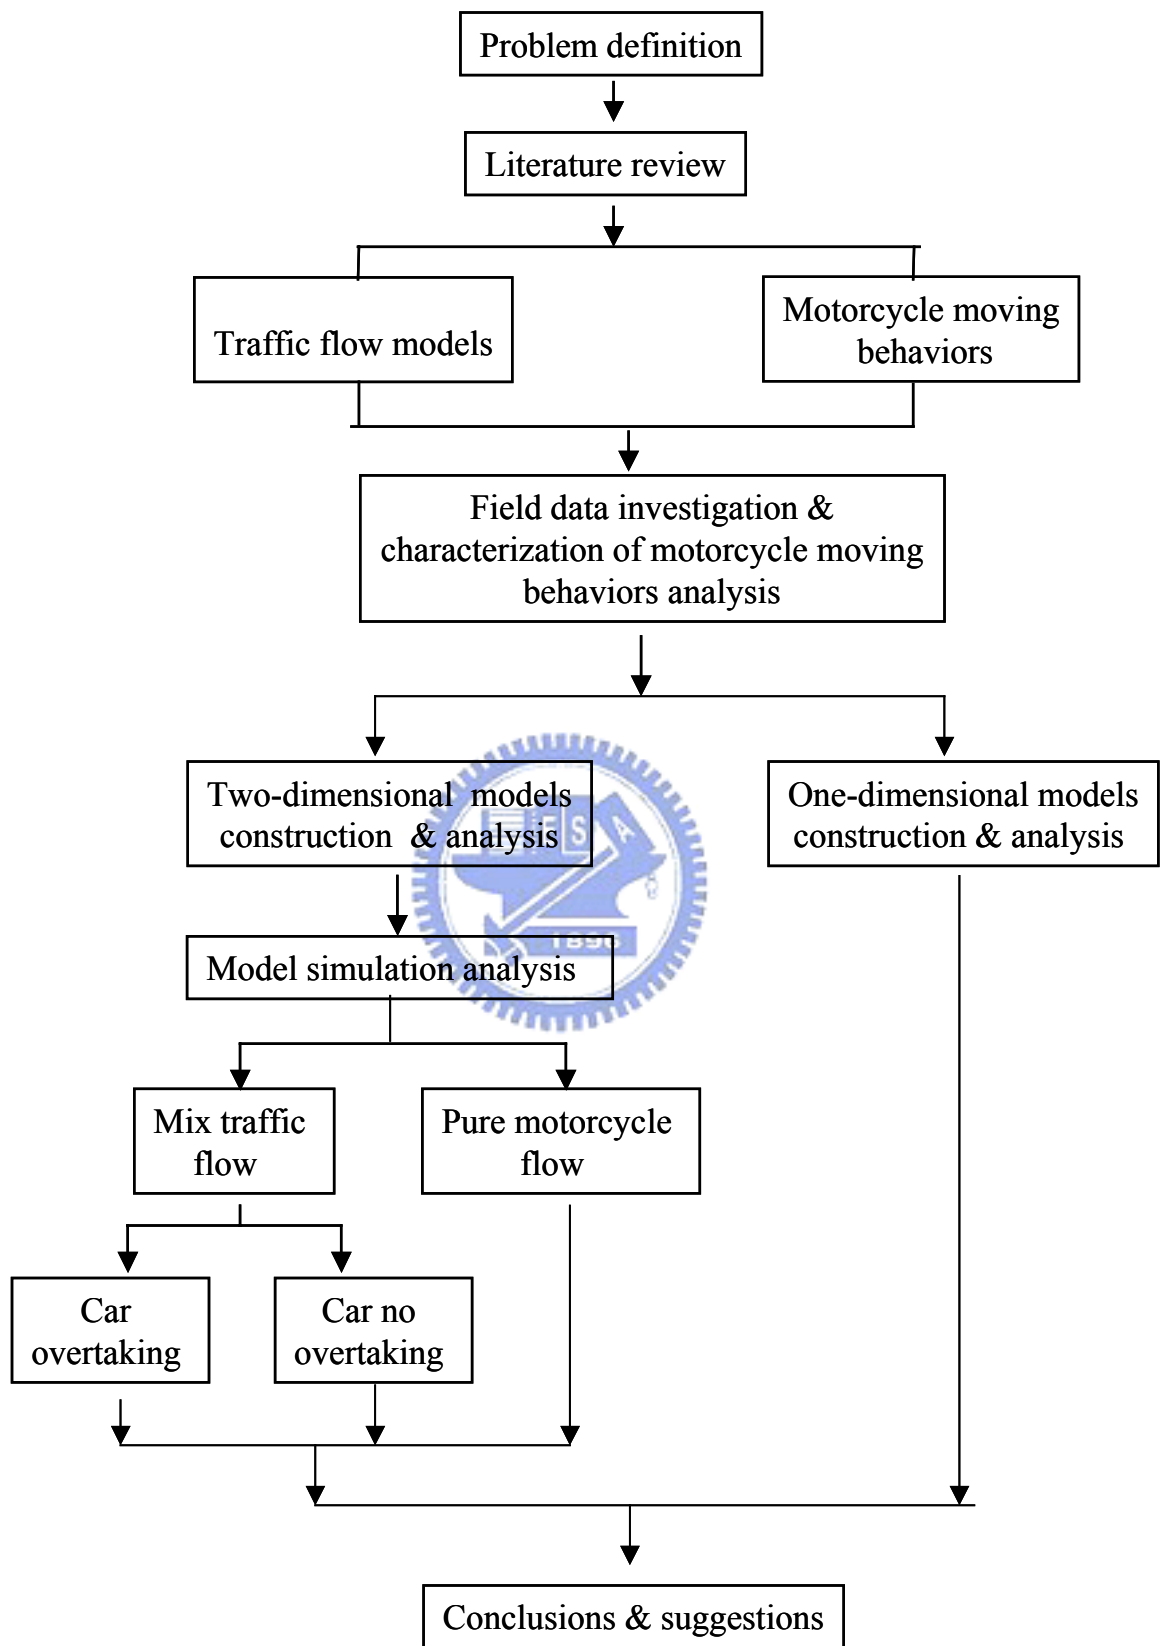 Problem definition
Literature review
Traffic flow models
Motorcycle moving
behaviors
Field data investigation &
characterization of motorcycle moving
behaviors analysis
Two-dimensional models
construction & analysis
One-dimensional models
construction & analysis
E S A
1896
Model simulation analysis
Mix traffic
flow
Pure motorcycle
flow
Car
overtaking
Car no
overtaking
Conclusions & suggestions